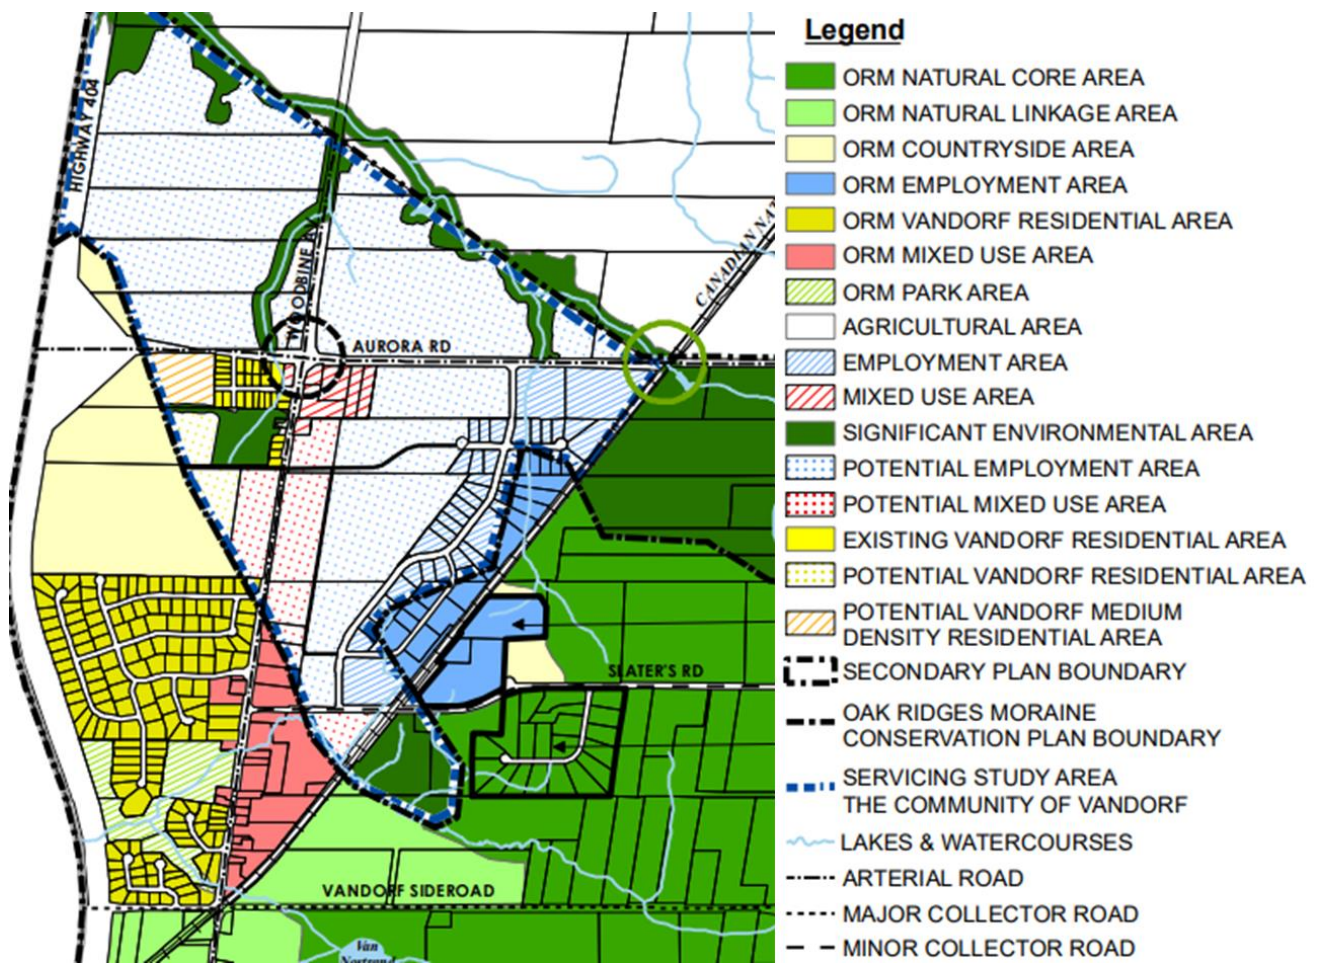 HIGHWAY 404
WOODBINE
CANADIAN NAT
AURORA RD
SLATER'S RD
VANDORF SIDEROAD
Van
Nostrand
Legend
ORM NATURAL CORE AREA
ORM NATURAL LINKAGE AREA
ORM COUNTRYSIDE AREA
ORM EMPLOYMENT AREA
ORM VANDORF RESIDENTIAL AREA
ORM MIXED USE AREA
ORM PARK AREA
AGRICULTURAL AREA
EMPLOYMENT AREA
MIXED USE AREA
SIGNIFICANT ENVIRONMENTAL AREA
POTENTIAL EMPLOYMENT AREA
POTENTIAL MIXED USE AREA
EXISTING VANDORF RESIDENTIAL AREA
POTENTIAL VANDORF RESIDENTIAL AREA
POTENTIAL VANDORF MEDIUM
DENSITY RESIDENTIAL AREA
SECONDARY PLAN BOUNDARY
OAK RIDGES MORAINE
CONSERVATION PLAN BOUNDARY
SERVICING STUDY AREA
THE COMMUNITY OF VANDORF
LAKES & WATERCOURSES
ARTERIAL ROAD
MAJOR COLLECTOR ROAD
MINOR COLLECTOR ROAD